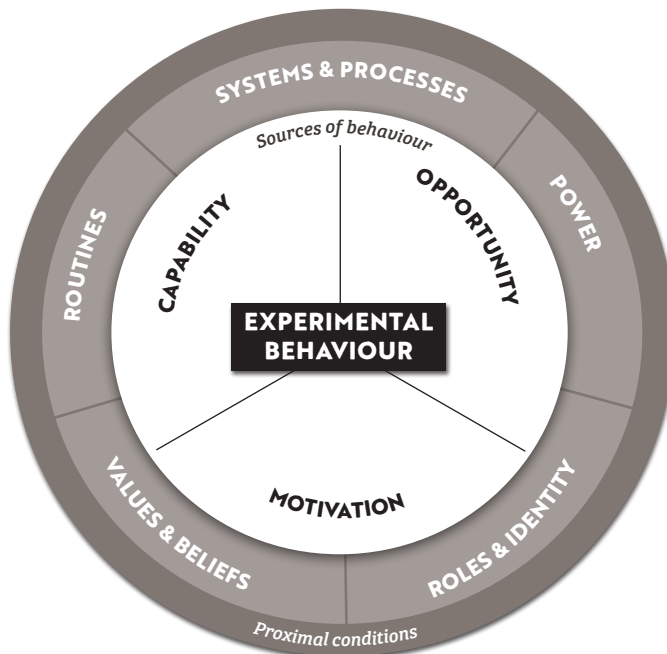 SYSTEMS & PROCESSES
Sources of behaviour
CAPABILITY
OPPORTUNITY
ROUTINES
POWER
EXPERIMENTAL
BEHAVIOUR
MOTIVATION
VALUES & BELIEFS
ROLES & IDENTITY
Proximal conditions